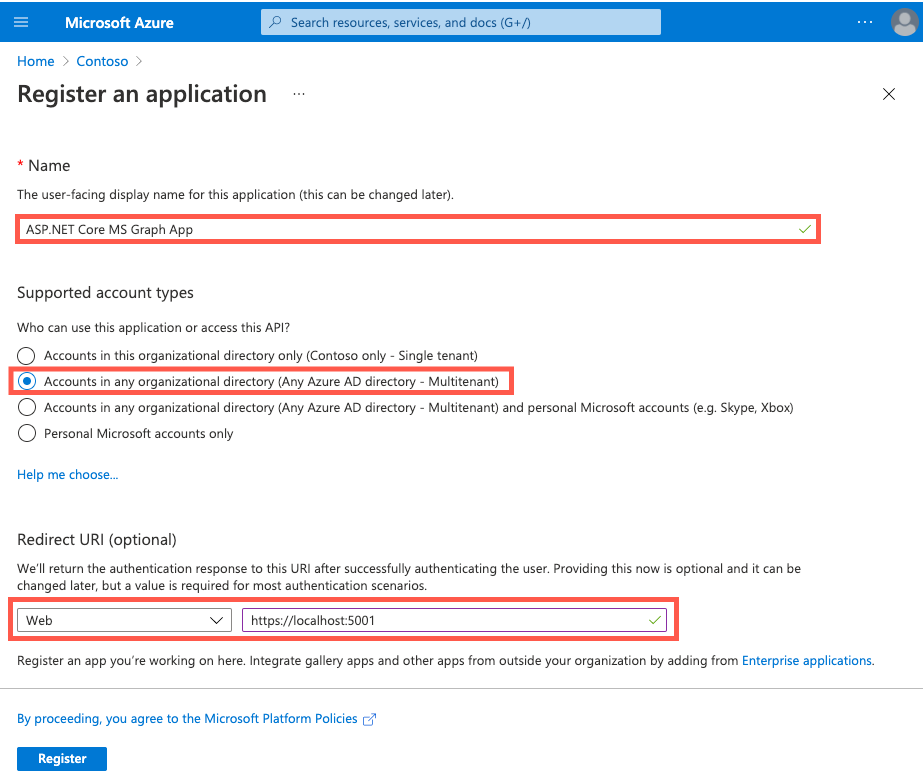 Microsoft Azure
Search resources, services, and docs (G+/)
...
Home > Contoso >
Register an application ...
* Name
The user-facing display name for this application (this can be changed later).
ASP.NET Core MS Graph App
Supported account types
Who can use this application or access this API?
Accounts in this organizational directory only (Contoso only - Single tenant)
Accounts in any organizational directory (Any Azure AD directory - Multitenant)
Accounts in any organizational directory (Any Azure AD directory - Multitenant) and personal Microsoft accounts (e.g. Skype, Xbox)
Personal Microsoft accounts only
Help me choose...
Redirect URI (optional)
We'll return the authentication response to this URI after successfully authenticating the user. Providing this now is optional and it can be
changed later, but a value is required for most authentication scenarios.
Web
https://localhost:5001
Register an app you're working on here. Integrate gallery apps and other apps from outside your organization by adding from Enterprise applications.
By proceeding, you agree to the Microsoft Platform Policies
Register